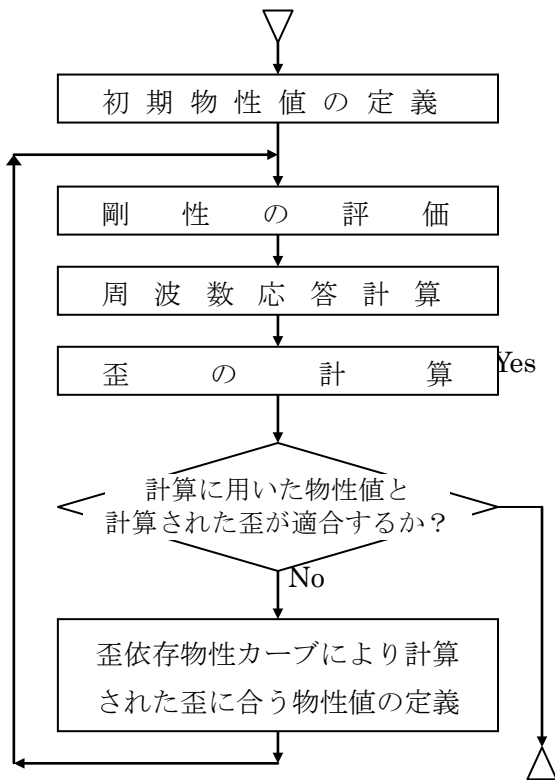 初期物性値の定義
剛性の評価
周波数応答計算
歪の計算
Yes
計算に用いた物性値と
計算された歪が適合するか？
No
歪依存物性カーブにより計算
された歪に合う物性値の定義